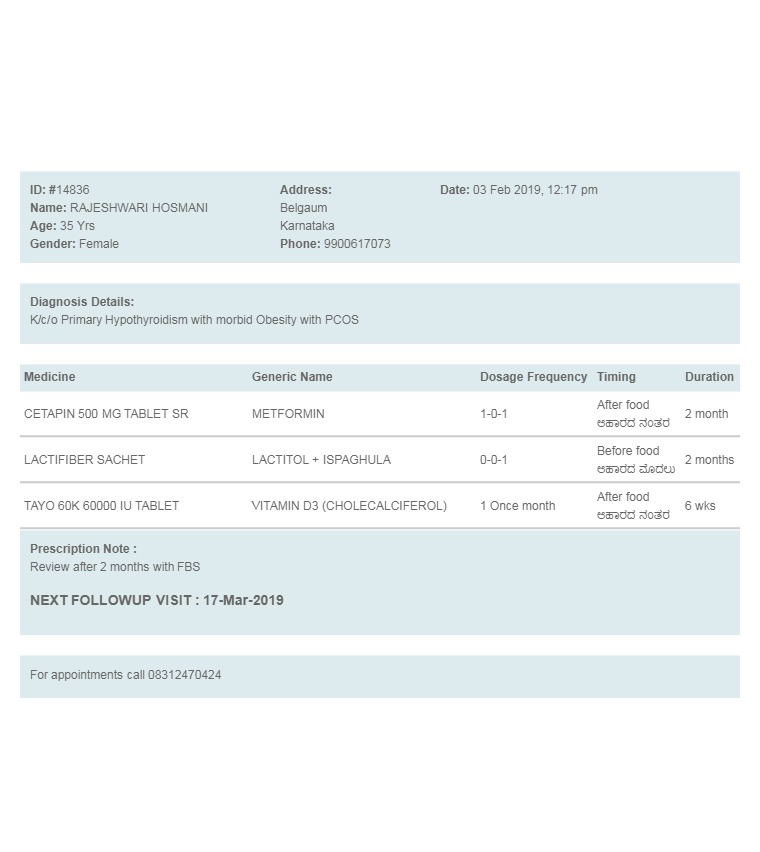 ID: #14836
Name: RAJESHWARI HOSMANI
Age: 35 Yrs
Gender: Female
Address:
Belgaum
Karnataka
Phone: 9900617073
Date: 03 Feb 2019, 12:17 pm
Diagnosis Details:
K/c/o Primary Hypothyroidism with morbid Obesity with PCOS
Medicine Generic Name Dosage Frequency Timing Duration
CETAPIN 500 MG TABLET SR METFORMIN 1-0-1 After food 2 month
ಆಹಾರದ ನಂತರ
LACTIFIBER SACHET LACTITOL + ISPAGHULA 0-0-1 Before food 2 months
ಆಹಾರದ ಮೊದಲು
TAYO 60K 60000 IU TABLET VITAMIN D3 (CHOLECALCIFEROL) 1 Once month After food 6 wks
ಆಹಾರದ ನಂತರ
Prescription Note :
Review after 2 months with FBS
NEXT FOLLOWUP VISIT : 17-Mar-2019
For appointments call 08312470424